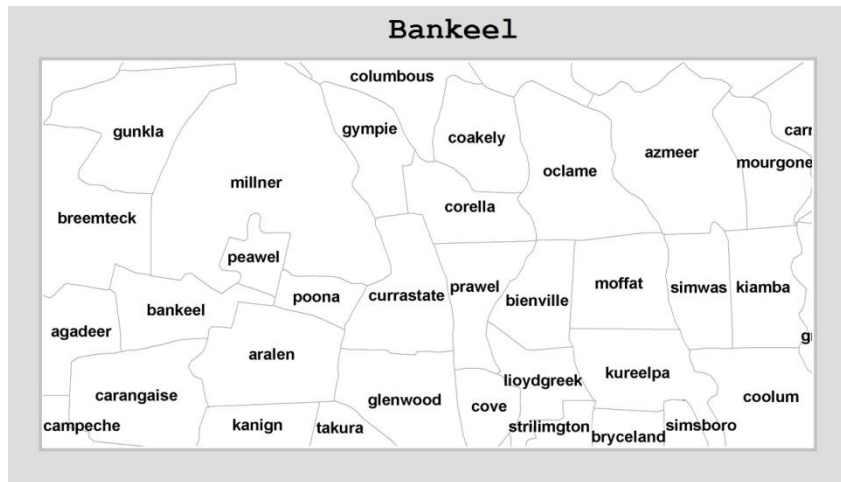 Bankeel
columbous
gunkla
gympie
coakely
carr
azmeer
mourgone
oclame
millner
corella
breemteck
peawel
poona
currastate
prawel
bienville
moffat
simwas
kiamba
bankeel
agadeer
g
aralen
lioydgreek
kureelpa
carangaise
glenwood
cove
coolum
campeche
kanign
takura
strilimgton
bryceland
simsboro